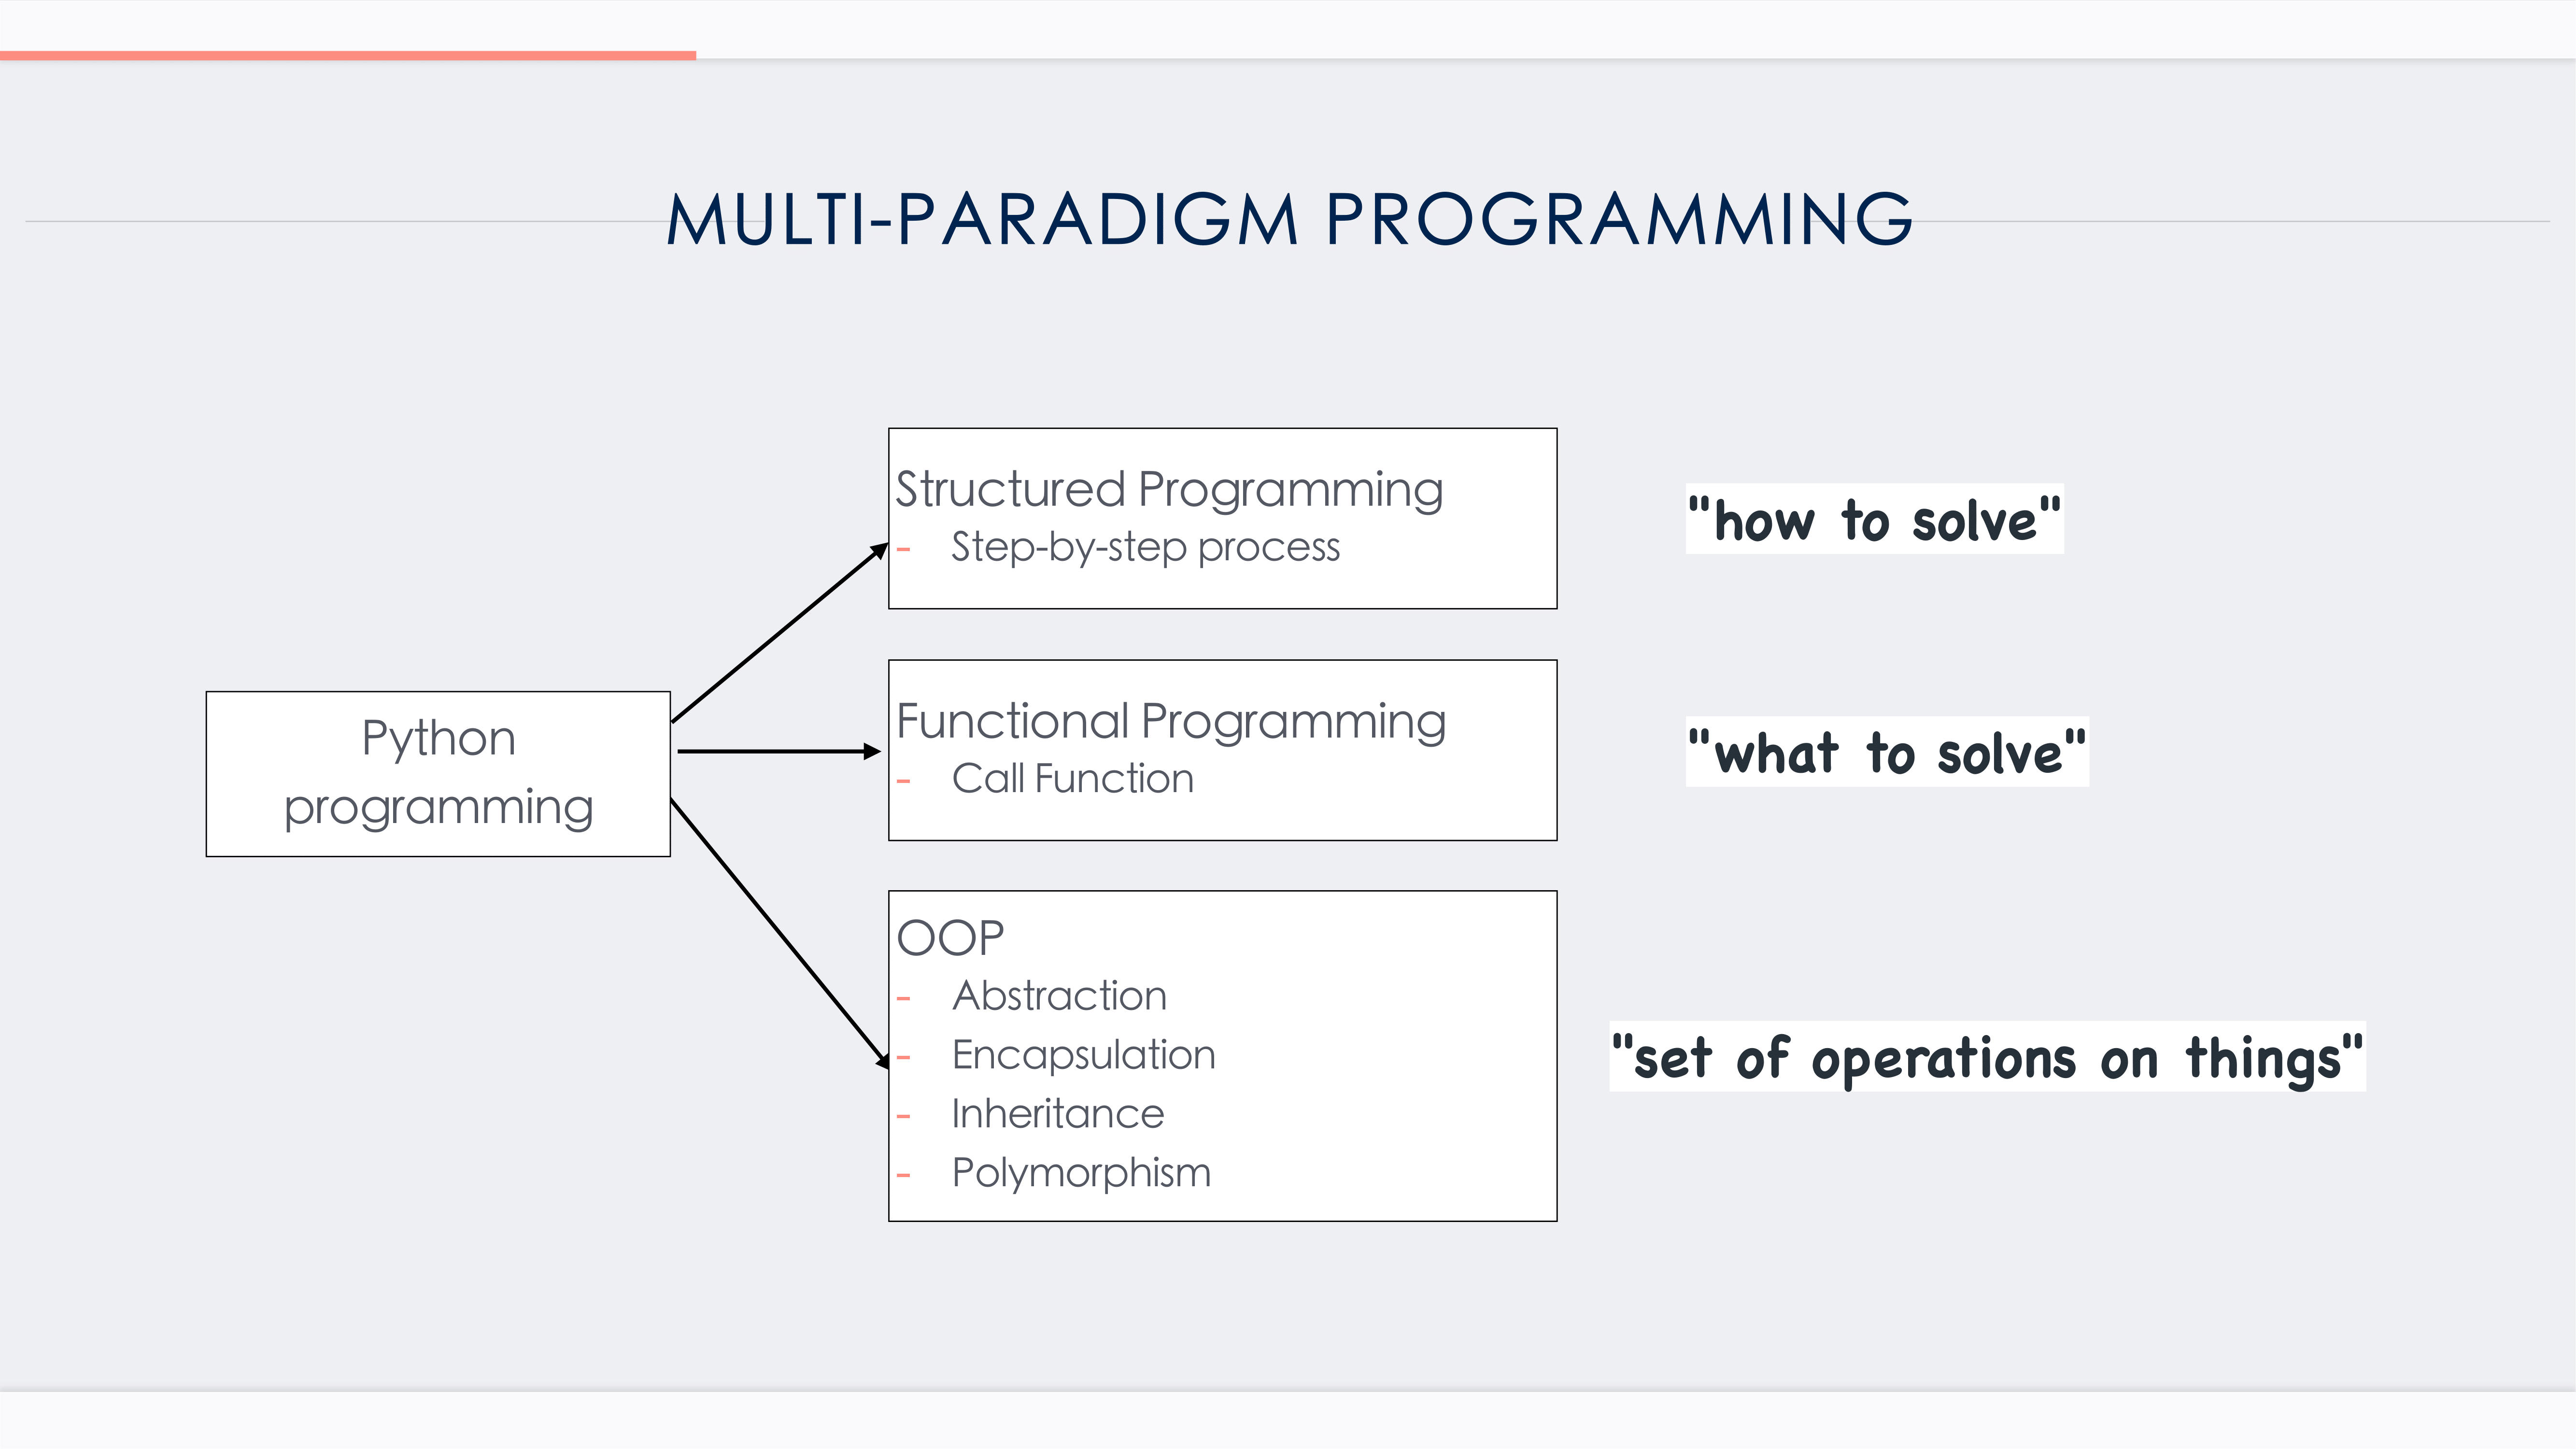 MULTI-PARADIGM PROGRAMMING
Structured Programming
- Step-by-step process
"how to solve"
Python
programming
Functional Programming
- Call Function
"what to solve"
OOP
- Abstraction
- Encapsulation
- Inheritance
- Polymorphism
"set of operations on things"